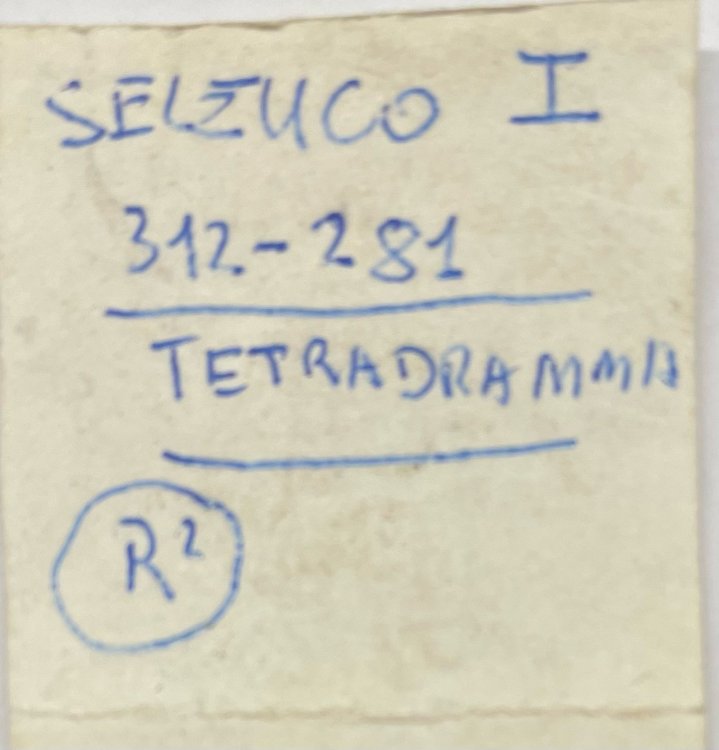 SELEUCO I
312-281
TETRADRAMMA
R²